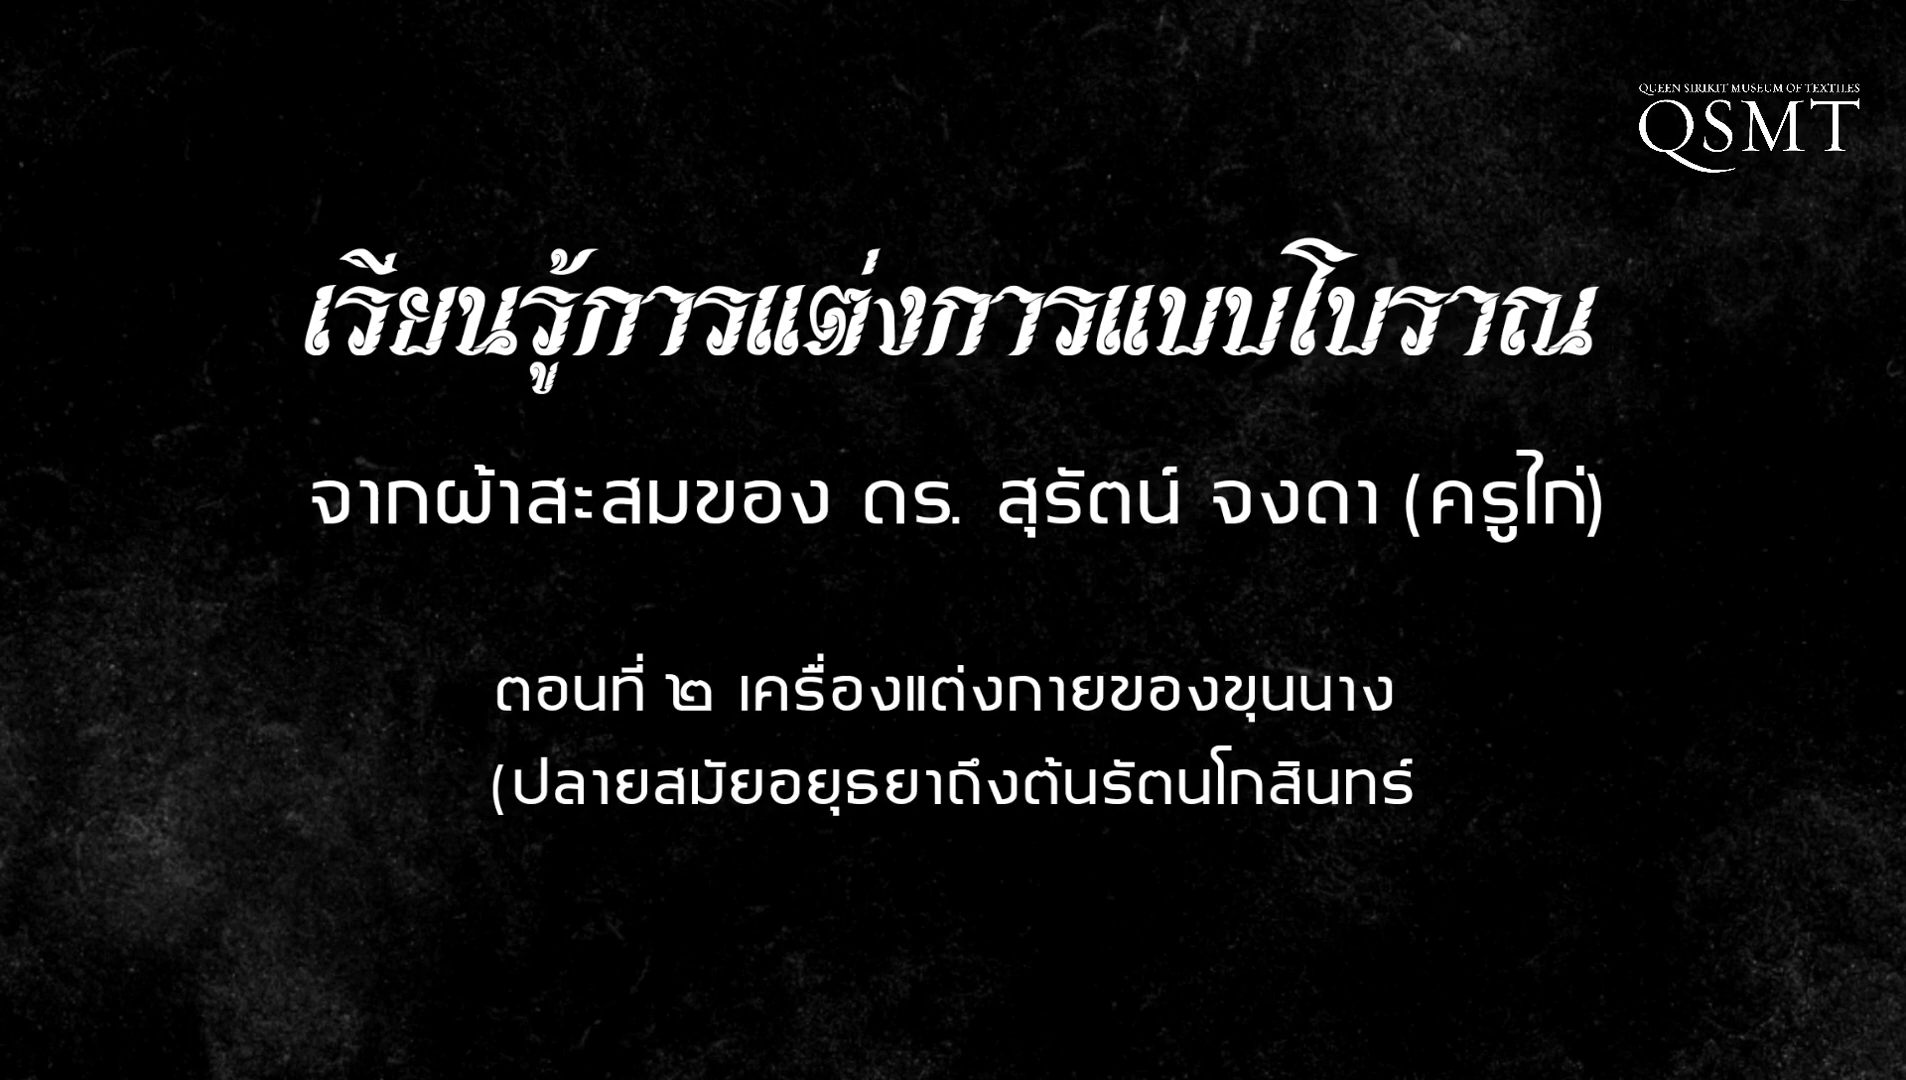 QUEEN SIRIKIT MUSEUM OF TEXTILES
QSMT
เรียนรู้การแต่งการแบบโบราณ
จากผ้าสะสมของ ดร. สุรัตน์ จงดา (ครูไก่)
ตอนที่ ๒ เครื่องแต่งกายของขุนนาง
(ปลายสมัยอยุธยาถึงต้นรัตนโกสินทร์